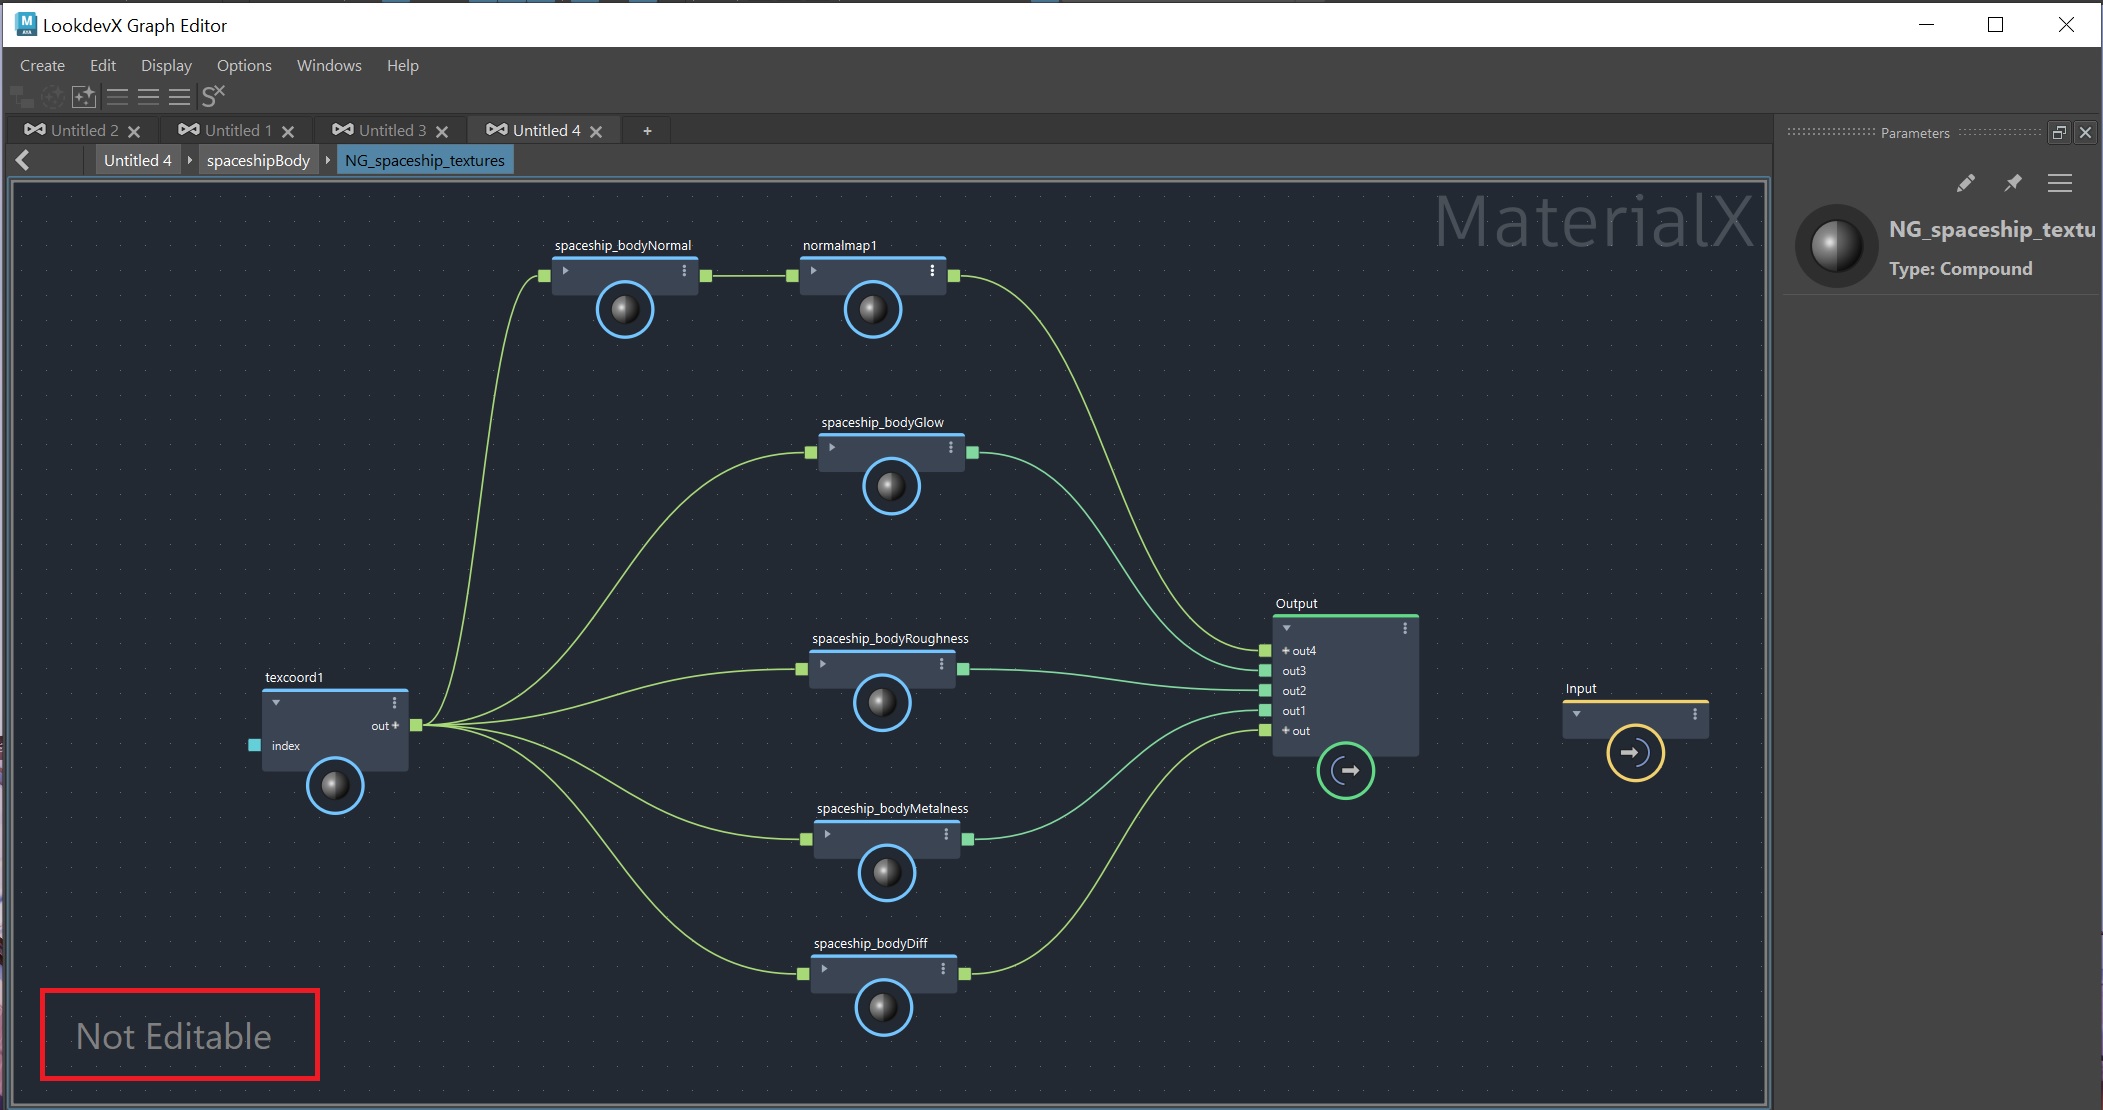 LookdevX Graph Editor
Create Edit Display Options Windows Help
Untitled 2 Untitled 1 Untitled 3 Untitled 4 +
Untitled 4 spaceshipBody NG_spaceship_textures
Parameters
MaterialX
NG_spaceship_textu
Type: Compound
spaceship_bodyNormal
normalmap1
spaceship_bodyGlow
Output
out4
out3
out2
out1
out
spaceship_bodyRoughness
texcoord1
out
index
Input
spaceship_bodyMetalness
spaceship_bodyDiff
Not Editable